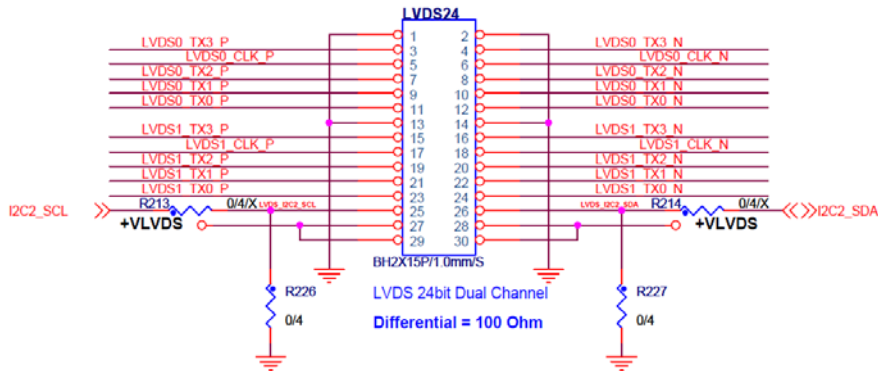 LVDS24
1 2
LVDS0_TX3_P 3 4 LVDS0_TX3_N
LVDS0_CLK_P 5 6 LVDS0_CLK_N
LVDS0_TX2_P 7 8 LVDS0_TX2_N
LVDS0_TX1_P 9 10 LVDS0_TX1_N
LVDS0_TX0_P 11 12 LVDS0_TX0_N
13 14
LVDS1_TX3_P 15 16 LVDS1_TX3_N
LVDS1_CLK_P 17 18 LVDS1_CLK_N
LVDS1_TX2_P 19 20 LVDS1_TX2_N
LVDS1_TX1_P 21 22 LVDS1_TX1_N
LVDS1_TX0_P 23 24 LVDS1_TX0_N
I2C2_SCL R213 0/4/X LVDS_I2C2_SCL 25 26 LVDS_I2C2_SDA R214 0/4/X I2C2_SDA
+VLVDS 27 28 +VLVDS
29 30
BH2X15P/1.0mm/S
R226 LVDS 24bit Dual Channel R227
0/4 Differential = 100 Ohm 0/4